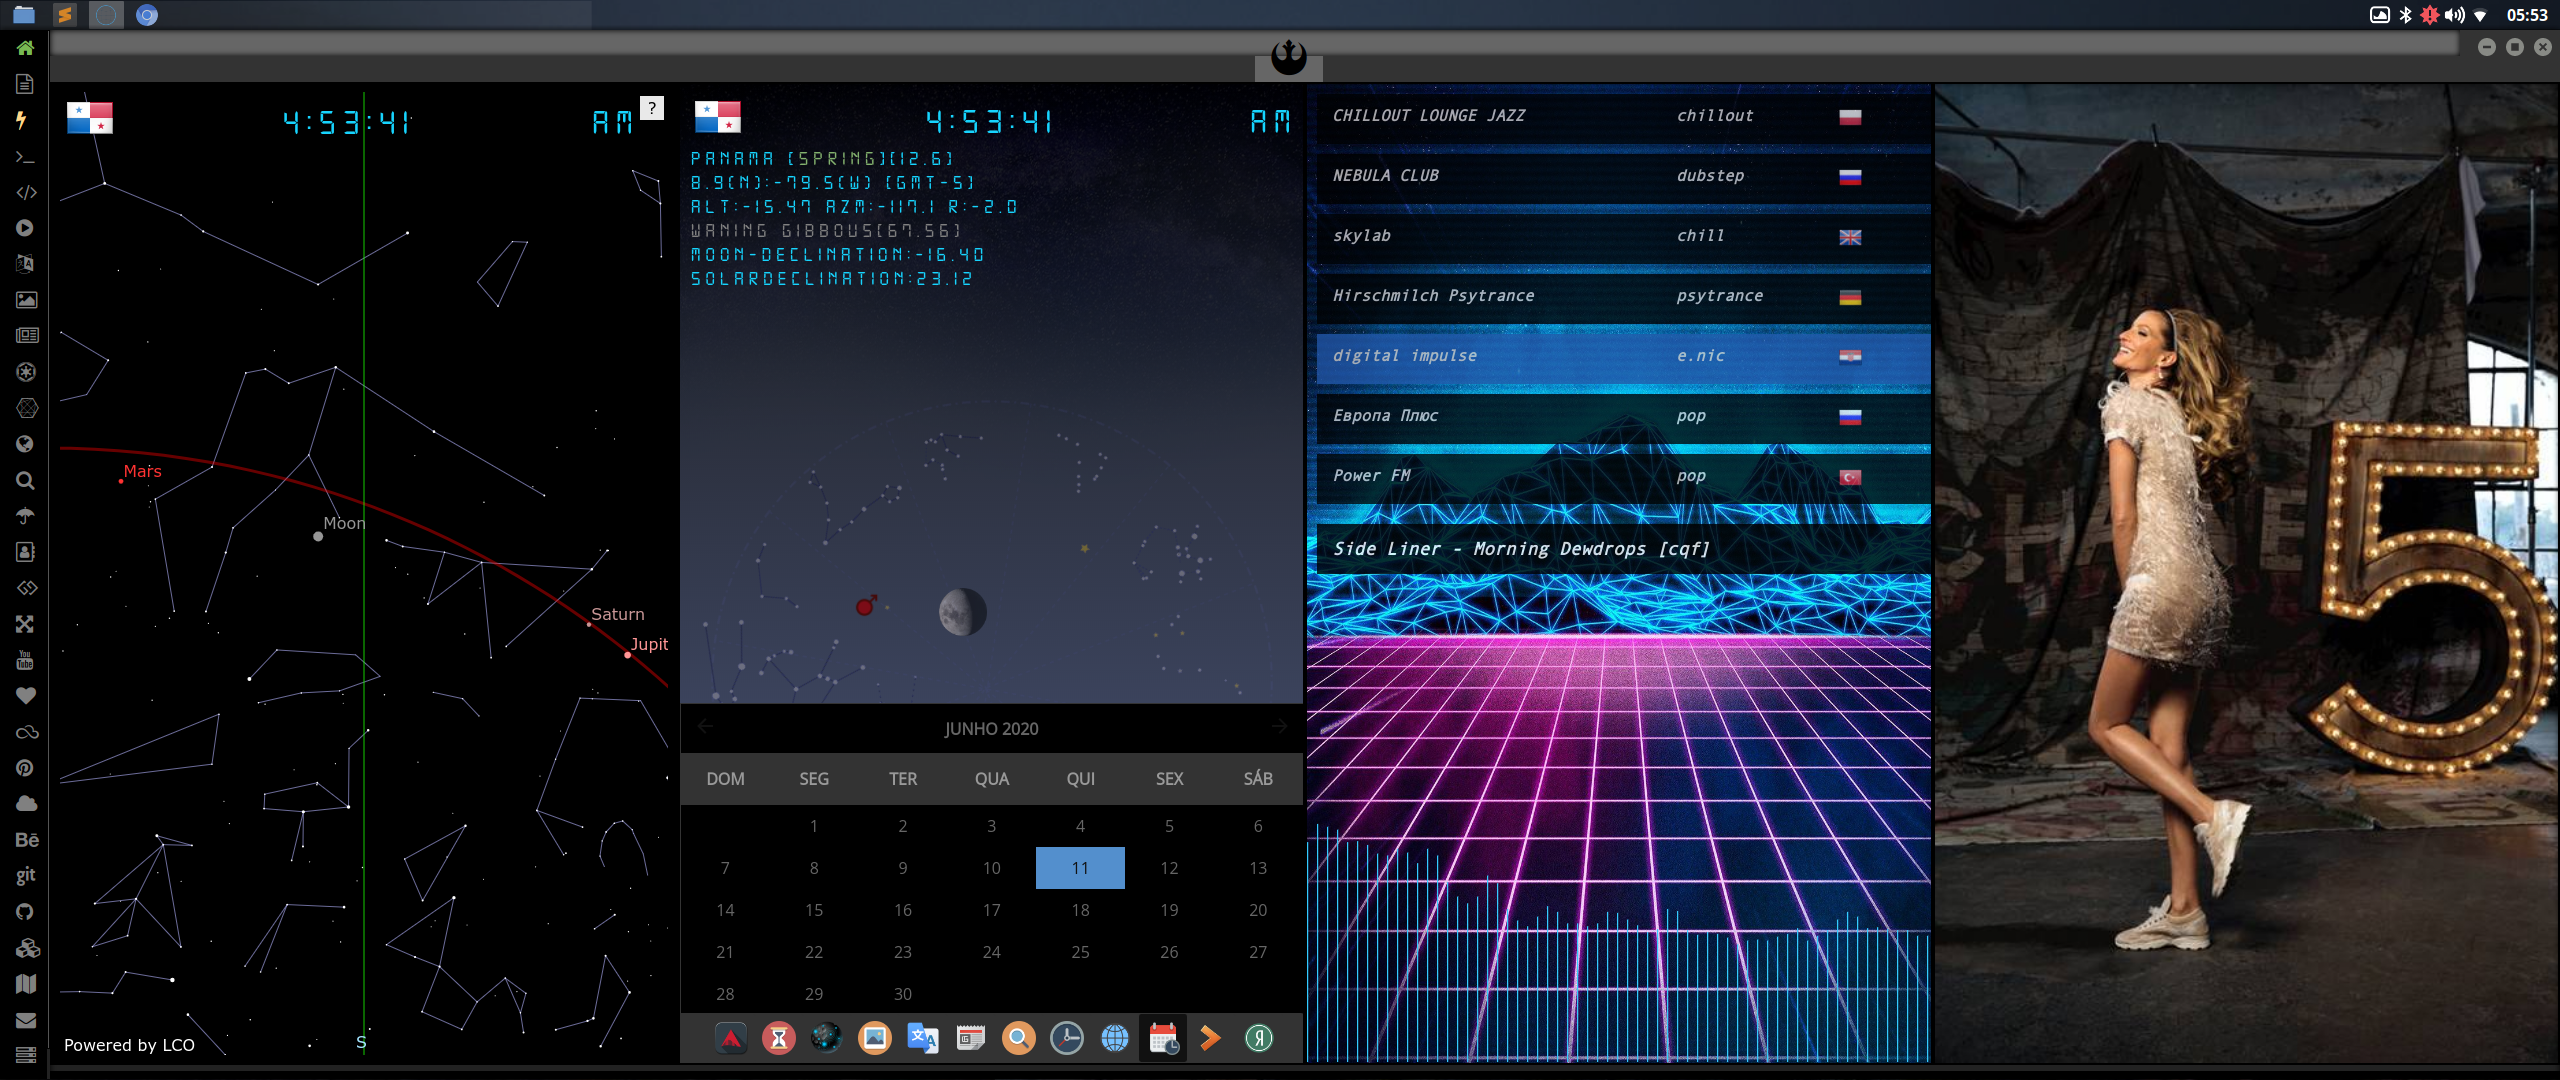 05:53
4:53:41 AM
?
Mars
Moon
Saturn
Jupit
S
Powered by LCO
4:53:41 AM
PANAMA [SPRING][12.6]
8.9(N):-79.5(W) [GMT-5]
ALT:-15.47 AZM:-117.1 R:-2.0
WANING GIBBOUS[67.56]
MOON-DECLINATION:-16.40
SOLARDECLINATION:23.12
JUNHO 2020
DOM SEG TER QUA QUI SEX SÁB
1 2 3 4 5 6
7 8 9 10 11 12 13
14 15 16 17 18 19 20
21 22 23 24 25 26 27
28 29 30
CHILLOUT LOUNGE JAZZ chillout
NEBULA CLUB dubstep
skylab chill
Hirschmilch Psytrance psytrance
digital impulse e.nic
Европа Плюс pop
Power FM pop
Side Liner - Morning Dewdrops [cqf]
5
You
Tube
Bē
git
Я